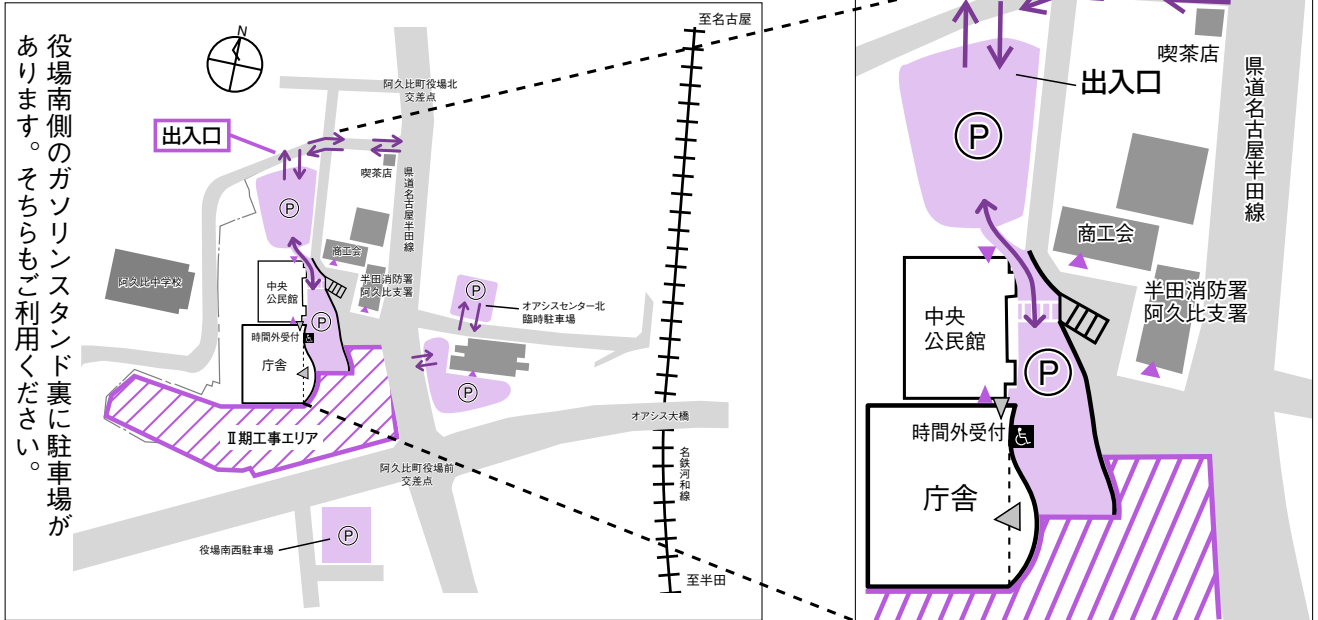 役場南側のガソリンスタンド裏に駐車場が
あります。そちらもご利用ください。
N
至名古屋
阿久比町役場北
交差点
出入口
喫茶店
県道名古屋半田線
P
商工会
阿久比中学校
中央
公民館
半田消防署
阿久比支署
P
オアシスセンター北
臨時駐車場
P
時間外受付
庁舎
P
オアシス大橋
Ⅱ期工事エリア
阿久比町役場前
交差点
名鉄河和線
P
役場南西駐車場
至半田
喫茶店
出入口
県道名古屋半田線
P
商工会
半田消防署
阿久比支署
中央
公民館
P
時間外受付
庁舎